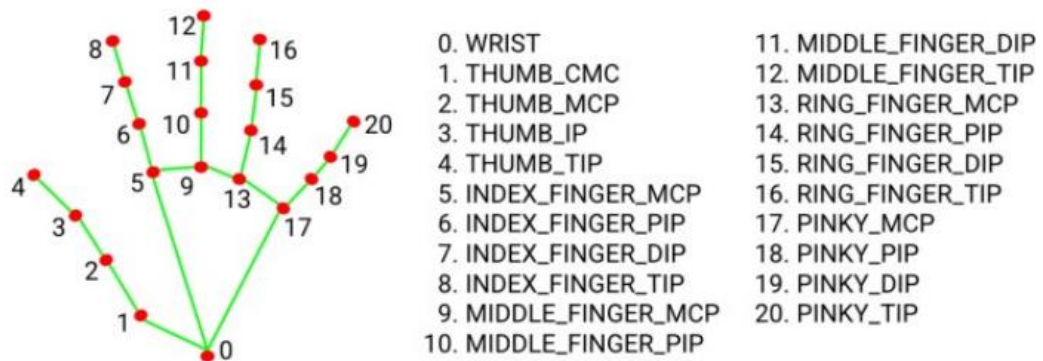 12
8
16
11
7
15
20
10
6
14
19
4
5
9
13
18
3
17
2
1
0
0. WRIST
1. THUMB_CMC
2. THUMB_MCP
3. THUMB_IP
4. THUMB_TIP
5. INDEX_FINGER_MCP
6. INDEX_FINGER_PIP
7. INDEX_FINGER_DIP
8. INDEX_FINGER_TIP
9. MIDDLE_FINGER_MCP
10. MIDDLE_FINGER_PIP
11. MIDDLE_FINGER_DIP
12. MIDDLE_FINGER_TIP
13. RING_FINGER_MCP
14. RING_FINGER_PIP
15. RING_FINGER_DIP
16. RING_FINGER_TIP
17. PINKY_MCP
18. PINKY_PIP
19. PINKY_DIP
20. PINKY_TIP